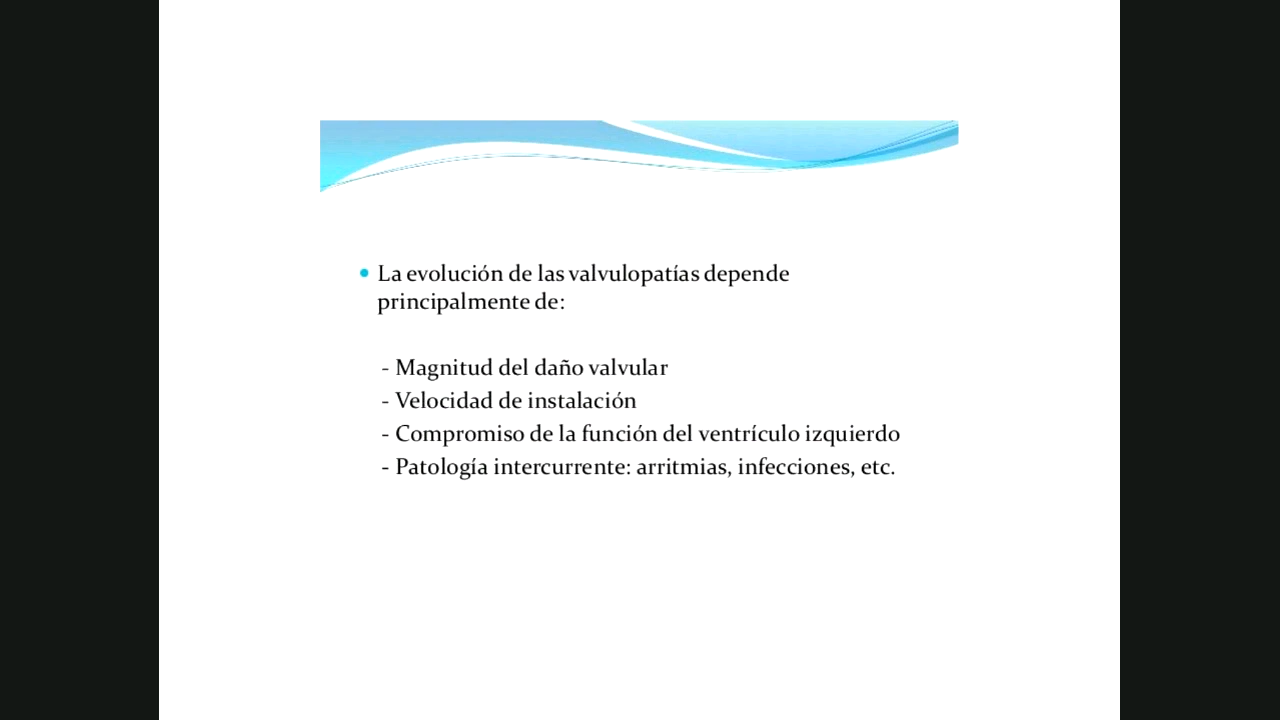 La evolución de las valvulopatías depende
principalmente de:
- Magnitud del daño valvular
- Velocidad de instalación
- Compromiso de la función del ventrículo izquierdo
- Patología intercurrente: arritmias, infecciones, etc.